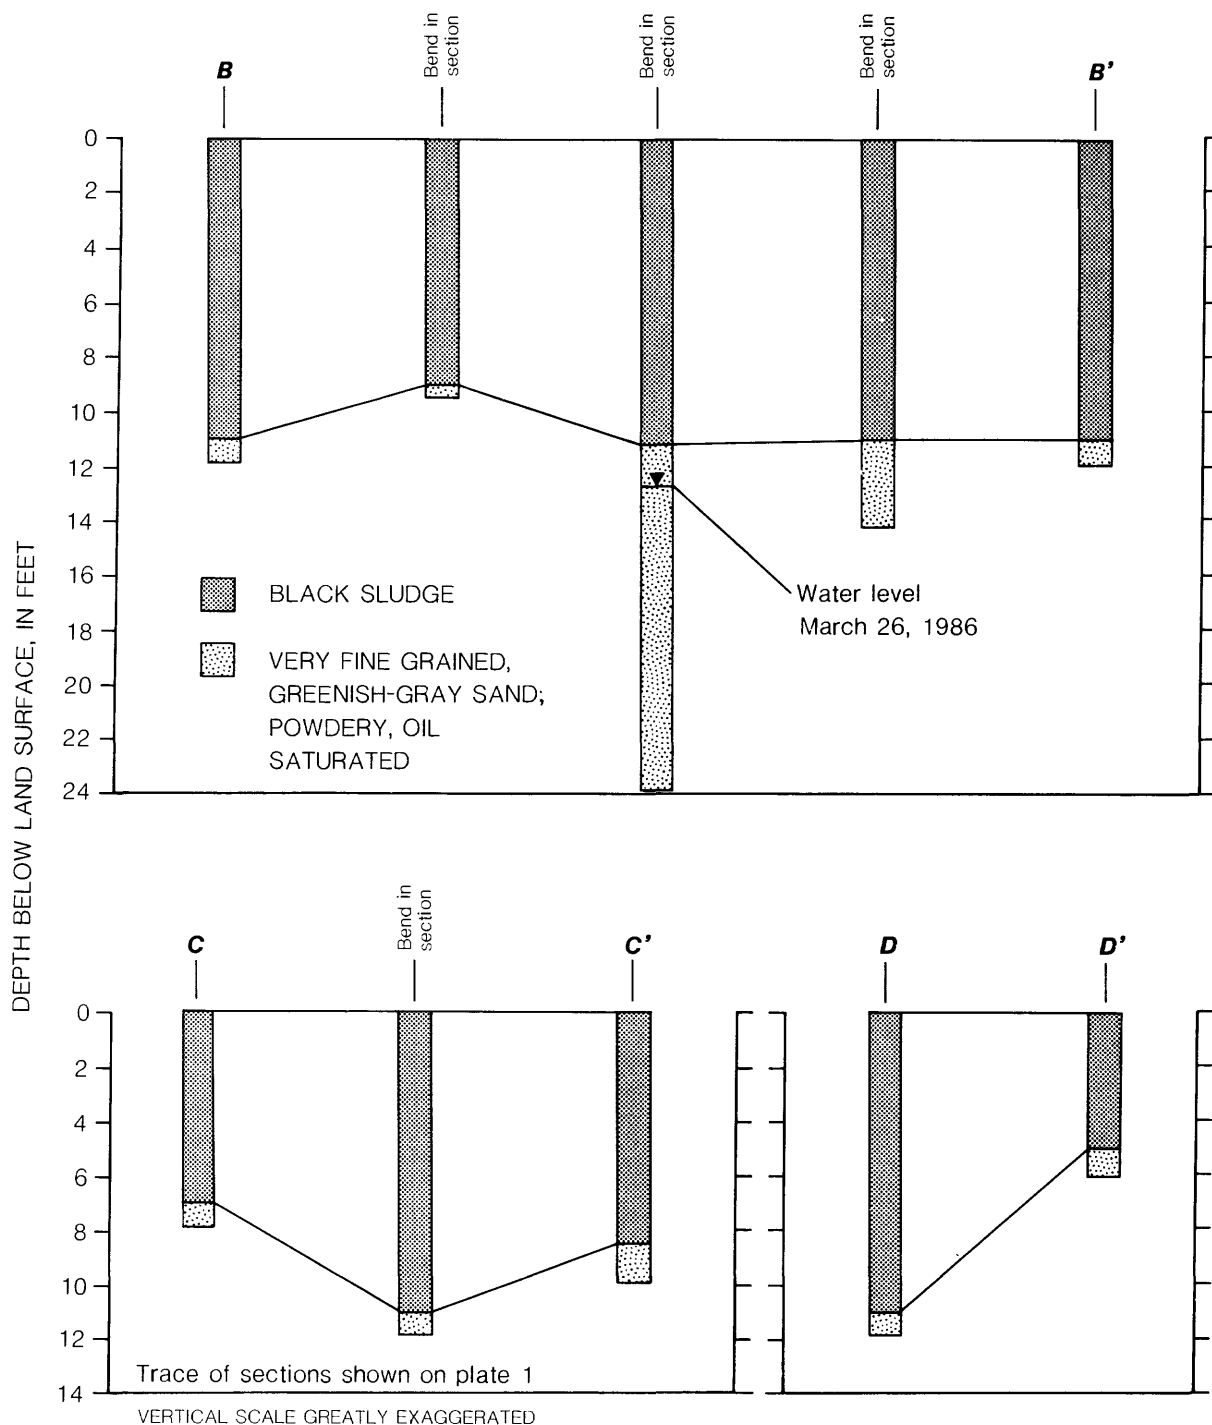 Bend in
section
Bend in
section
Bend in
section
B
B'
0
2
4
6
8
10
12
14
16
18
20
22
24
BLACK SLUDGE
VERY FINE GRAINED,
GREENISH-GRAY SAND;
POWDERY, OIL
SATURATED
Water level
March 26, 1986
DEPTH BELOW LAND SURFACE, IN FEET
Bend in
section
C
C'
D
D'
0
2
4
6
8
10
12
14
Trace of sections shown on plate 1
VERTICAL SCALE GREATLY EXAGGERATED